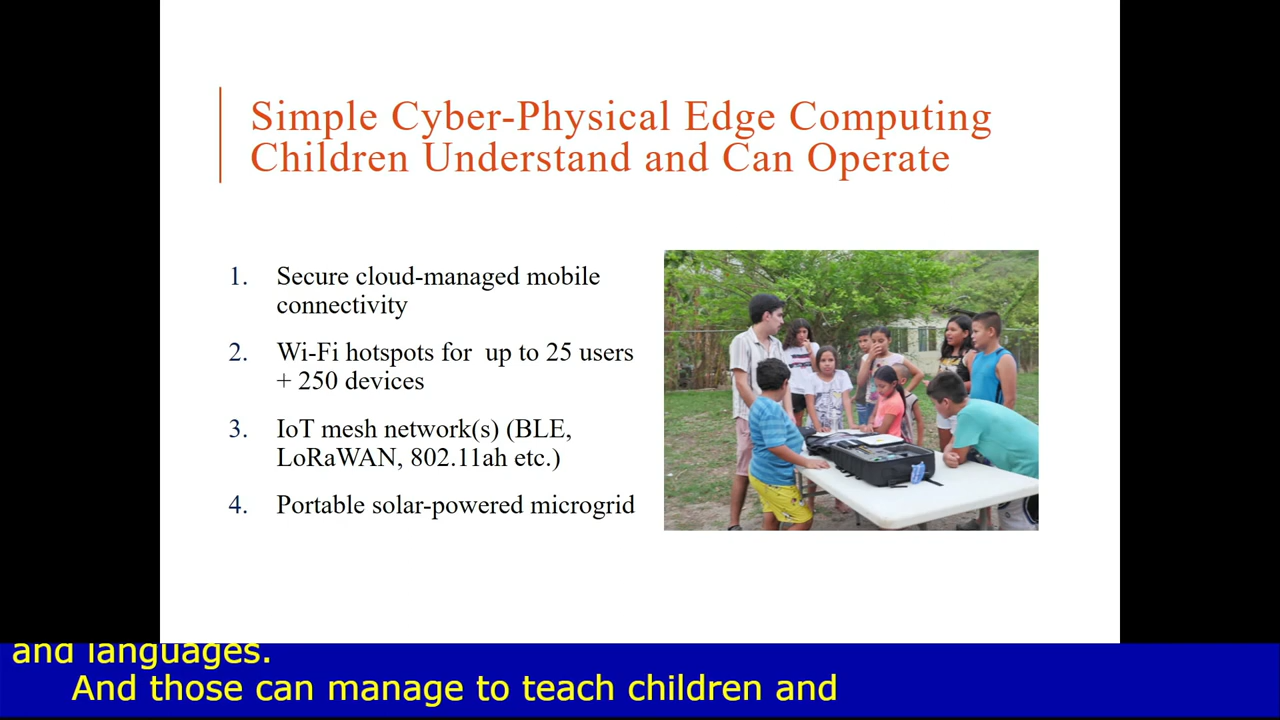 Simple Cyber-Physical Edge Computing
Children Understand and Can Operate
1. Secure cloud-managed mobile
connectivity
2. Wi-Fi hotspots for up to 25 users
+ 250 devices
3. IoT mesh network(s) (BLE,
LoRaWAN, 802.11ah etc.)
4. Portable solar-powered microgrid
and languages.
And those can manage to teach children and